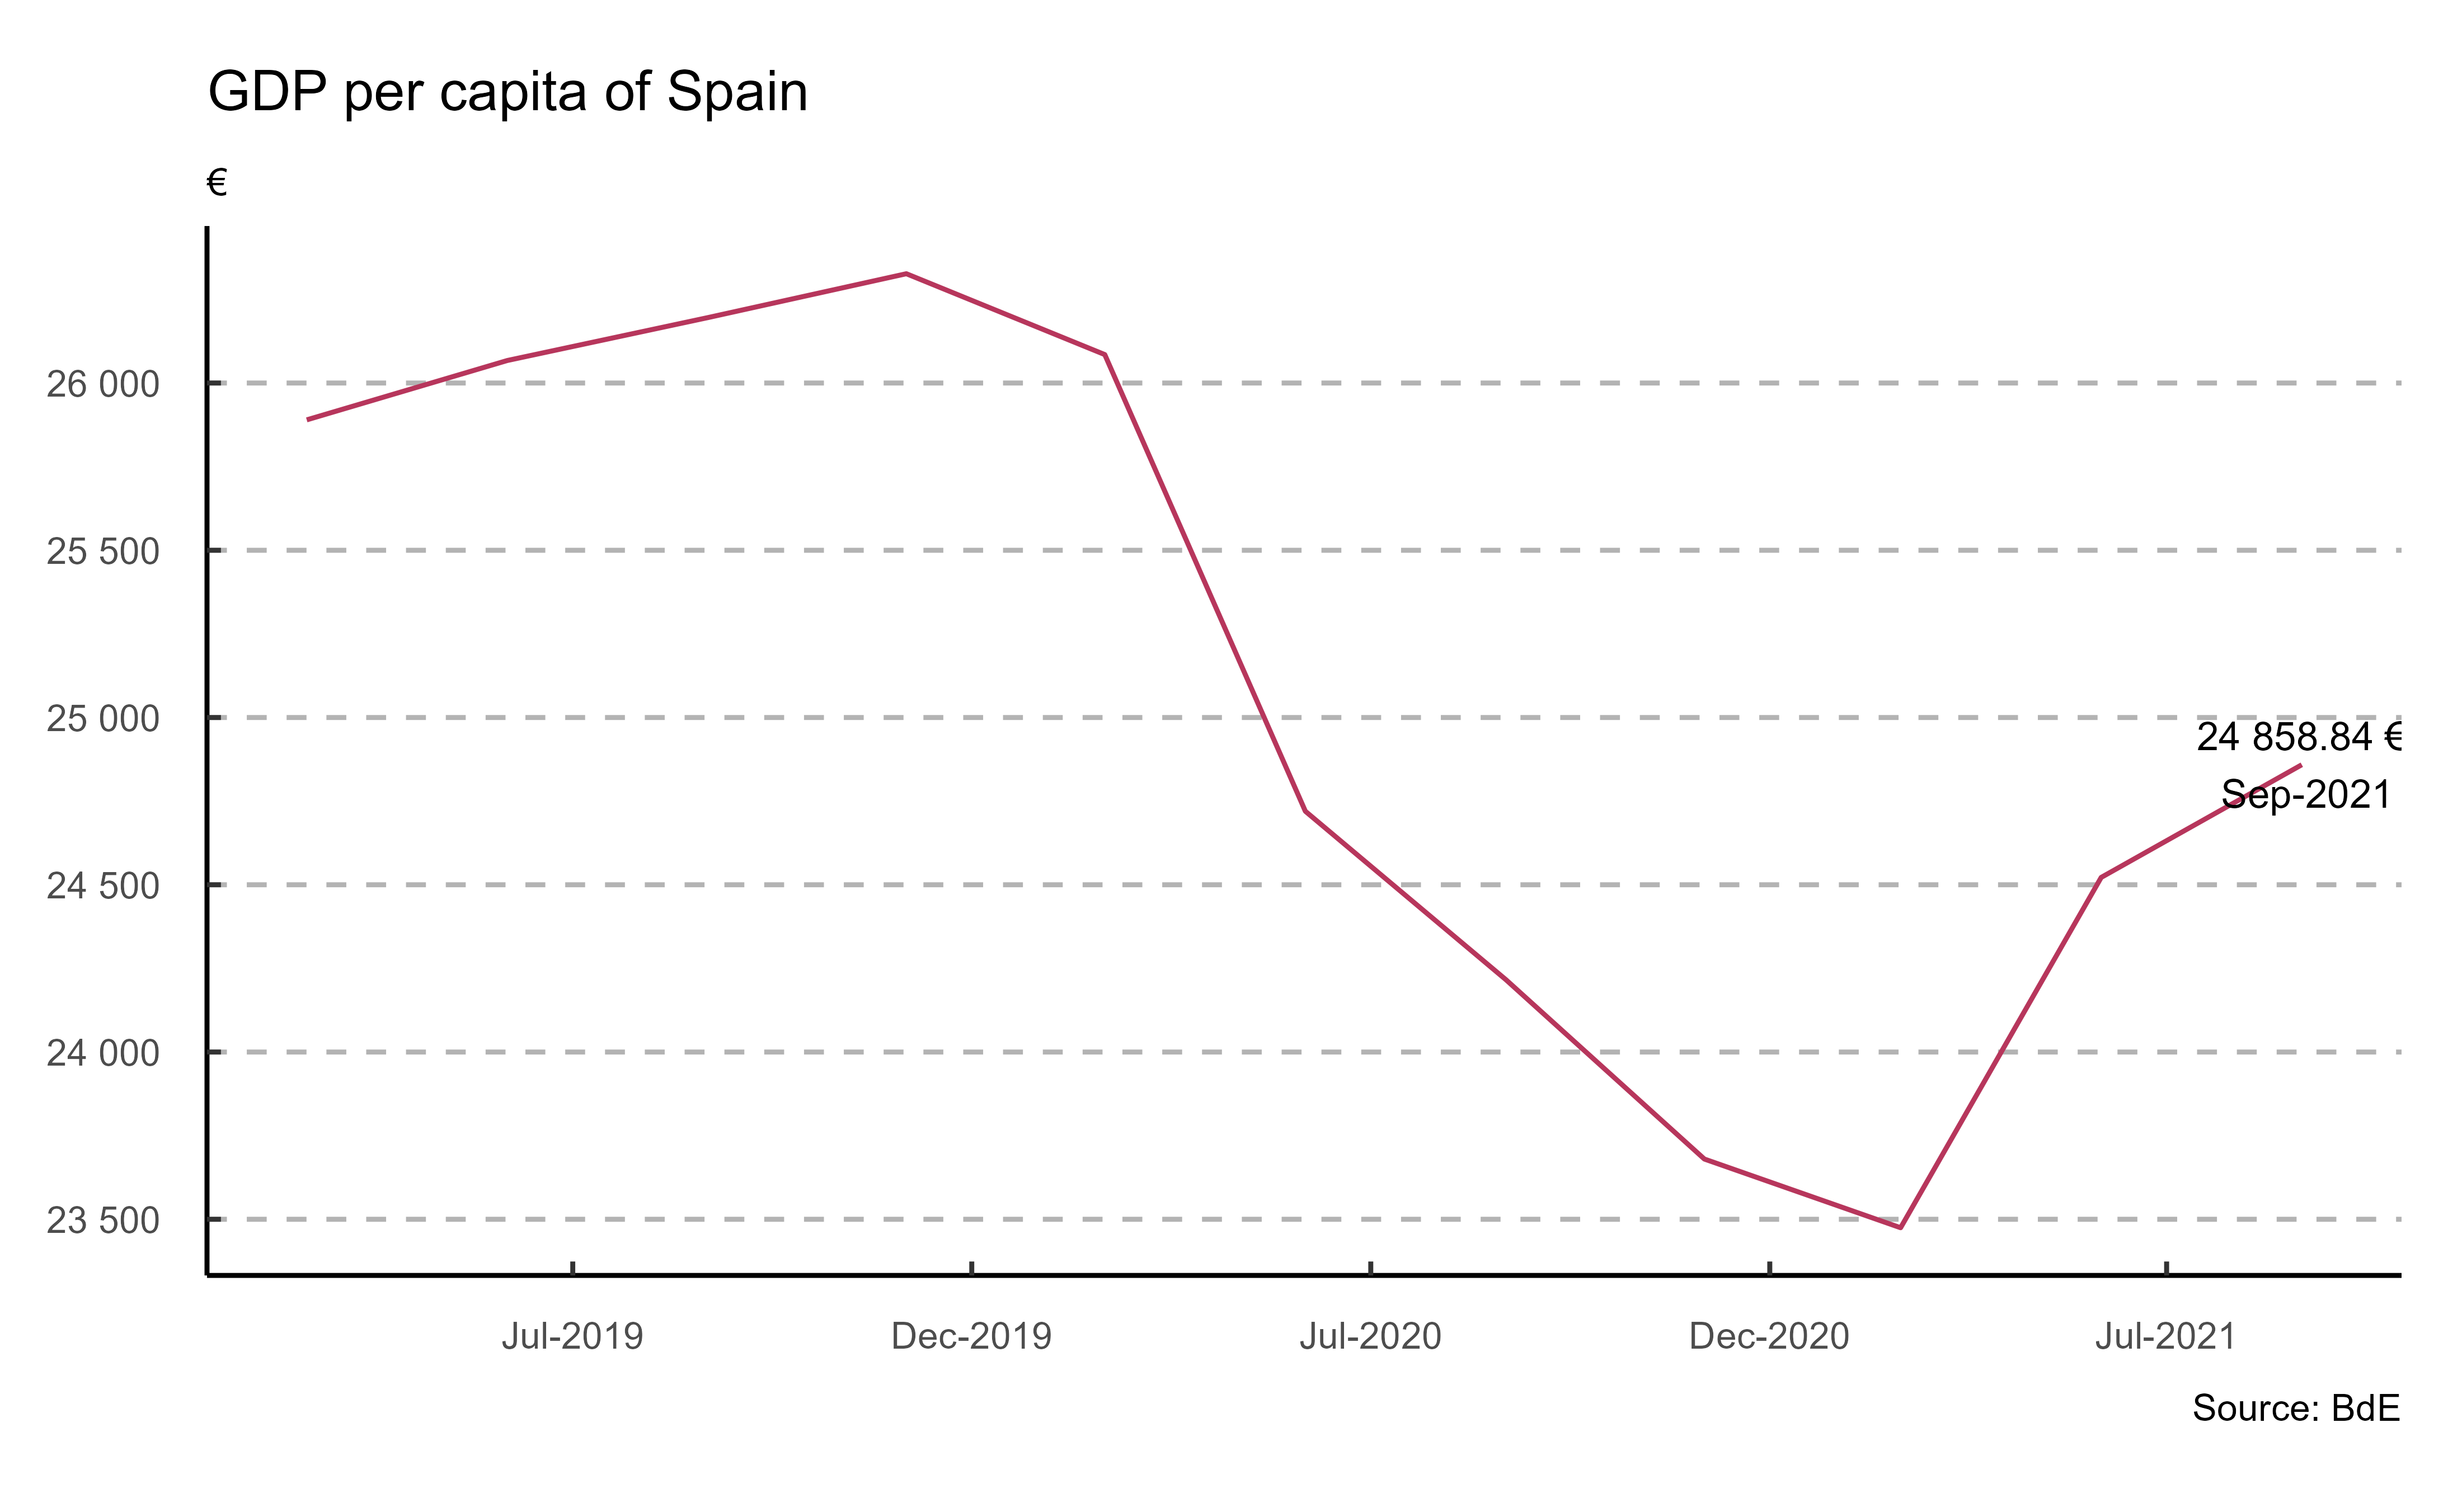 GDP per capita of Spain
€
26 000
25 500
25 000
24 858.84 €
Sep-2021
24 500
24 000
23 500
Jul-2019 Dec-2019 Jul-2020 Dec-2020 Jul-2021
Source: BdE